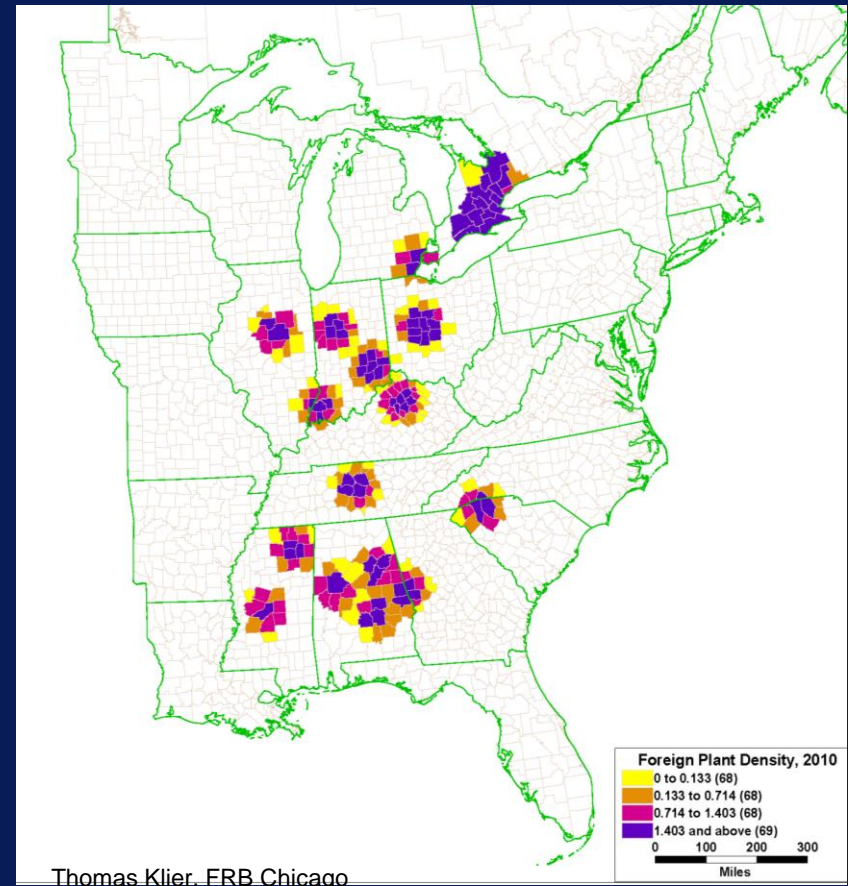 Foreign Plant Density, 2010
0 to 0.133 (68)
0.133 to 0.714 (68)
0.714 to 1.403 (68)
1.403 and above (69)
0 100 200 300
Miles
Thomas Klier, FRB Chicago